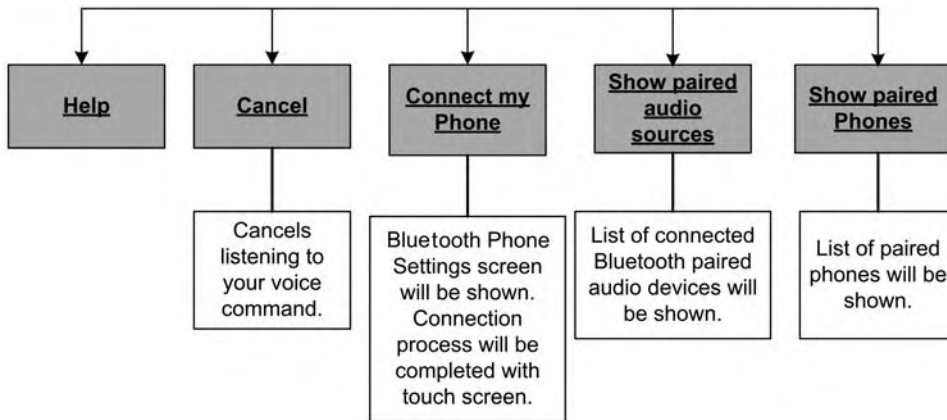 Help
Cancel
Connect my
Phone
Show paired
audio
sources
Show paired
Phones
Cancels
listening to
your voice
command.
Bluetooth Phone
Settings screen
will be shown.
Connection
process will be
completed with
touch screen.
List of connected
Bluetooth paired
audio devices will
be shown.
List of paired
phones will be
shown.